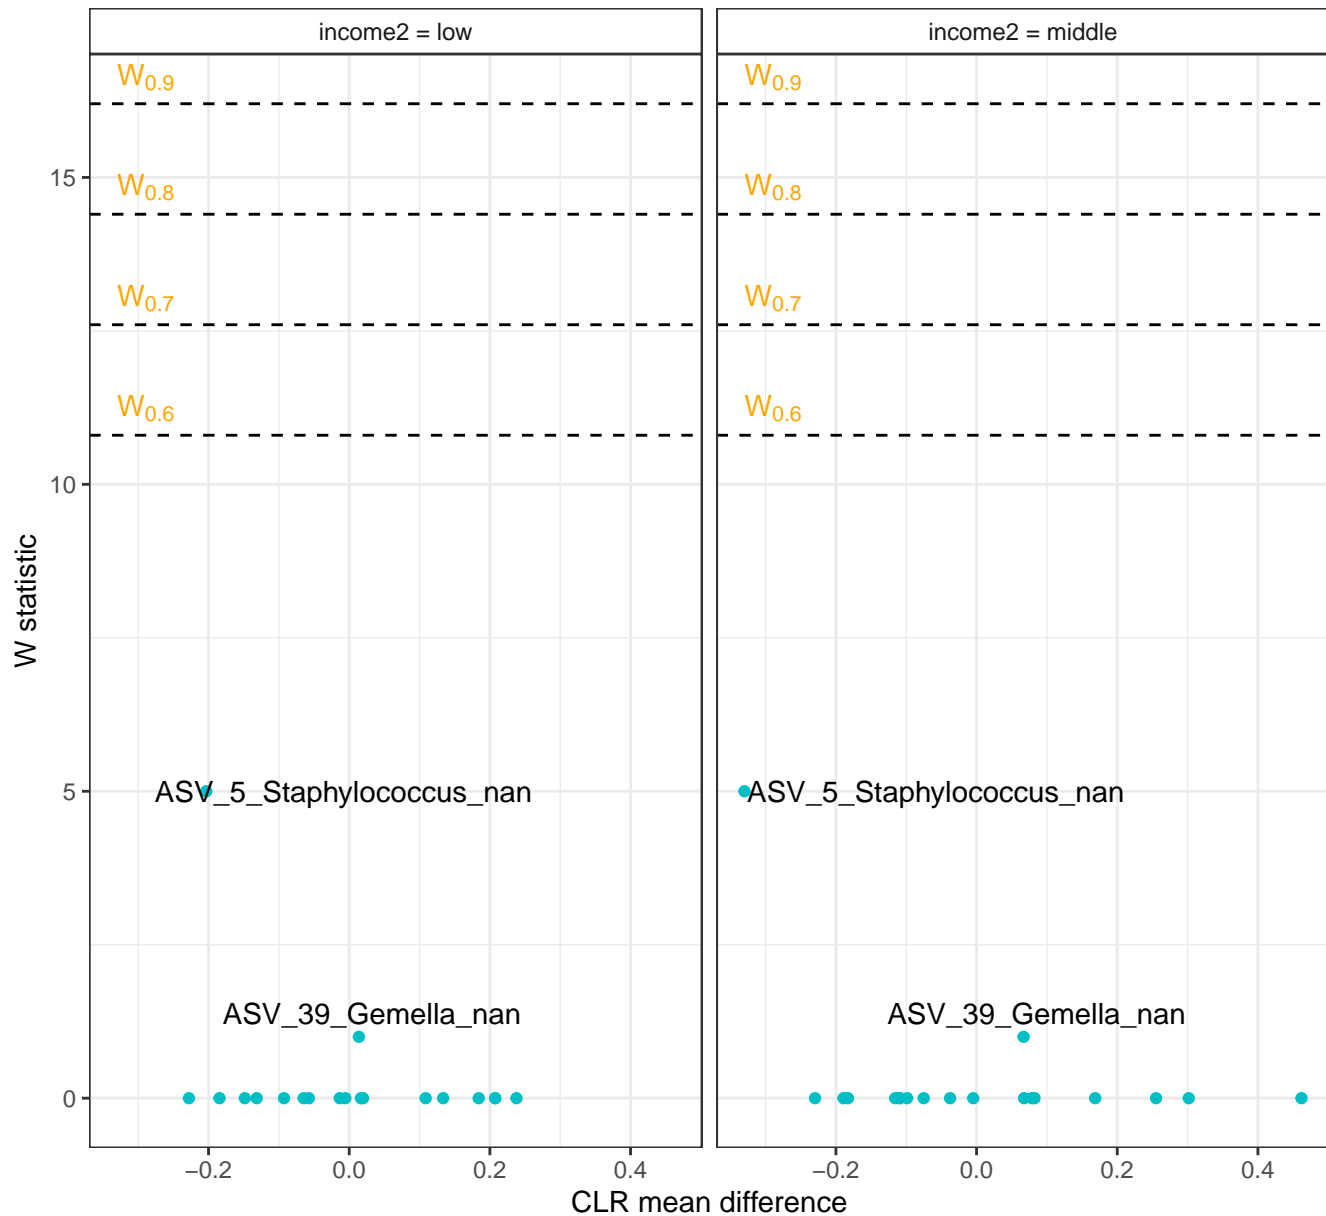 income2 = low
income2 = middle
W0.9
W0.9
W0.8
W0.8
W0.7
W0.7
W0.6
W0.6
15
10
5
0
W statistic
ASV_5_Staphylococcus_nan
ASV_5_Staphylococcus_nan
ASV_39_Gemella_nan
ASV_39_Gemella_nan
−0.2 0.0 0.2 0.4
−0.2 0.0 0.2 0.4
CLR mean difference